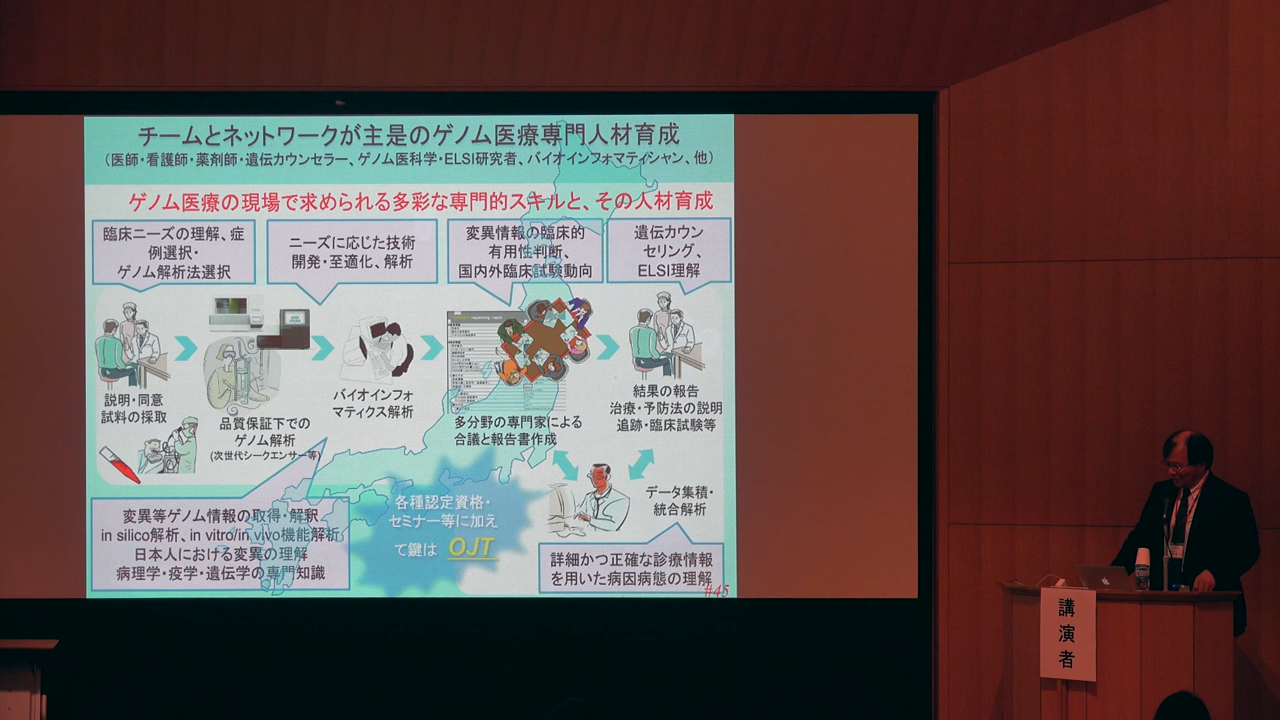 チームとネットワークが主是のゲノム医療専門人材育成
（医師・看護師・薬剤師・遺伝カウンセラー、ゲノム医科学・ELSI研究者、バイオインフォマティシャン、他）
ゲノム医療の現場で求められる多彩な専門的スキルと、その人材育成
臨床ニーズの理解、症
例選択・
ゲノム解析法選択
ニーズに応じた技術
開発・至適化、解析
変異情報の臨床的
有用性判断、
国内外臨床試験動向
遺伝カウン
セリング、
ELSI理解
説明・同意
試料の採取
品質保証下での
ゲノム解析
(次世代シークエンサー等)
バイオインフォ
マティクス解析
多分野の専門家による
合議と報告書作成
結果の報告
治療・予防法の説明
追跡・臨床試験等
データ集積・
統合解析
変異等ゲノム情報の取得・解釈
in silico解析、in vitro/in vivo機能解析
日本人における変異の理解
病理学・疫学・遺伝学の専門知識
各種認定資格・
セミナー等に加え
て鍵は OJT
詳細かつ正確な診療情報
を用いた病因病態の理解
#45
講演者